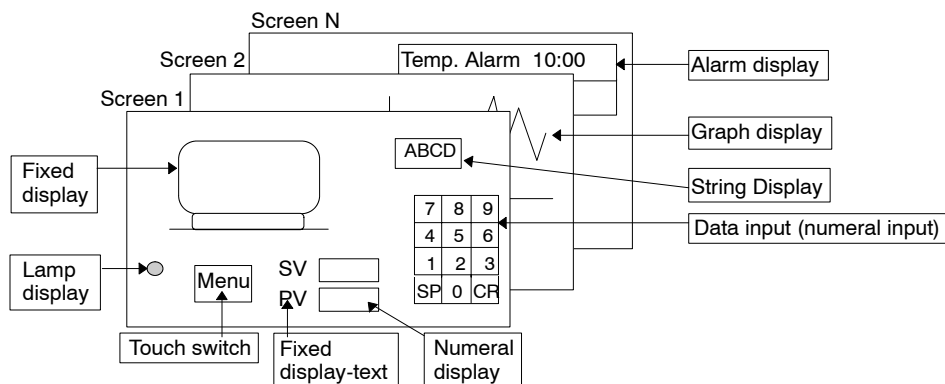 Screen N
Screen 2
Temp. Alarm 10:00
Alarm display
Screen 1
Graph display
ABCD
Fixed
display
String Display
7 8 9
Data input (numeral input)
4 5 6
Lamp
display
SV
1 2 3
Menu
PV
SP 0 CR
Touch switch
Fixed
display-text
Numeral
display